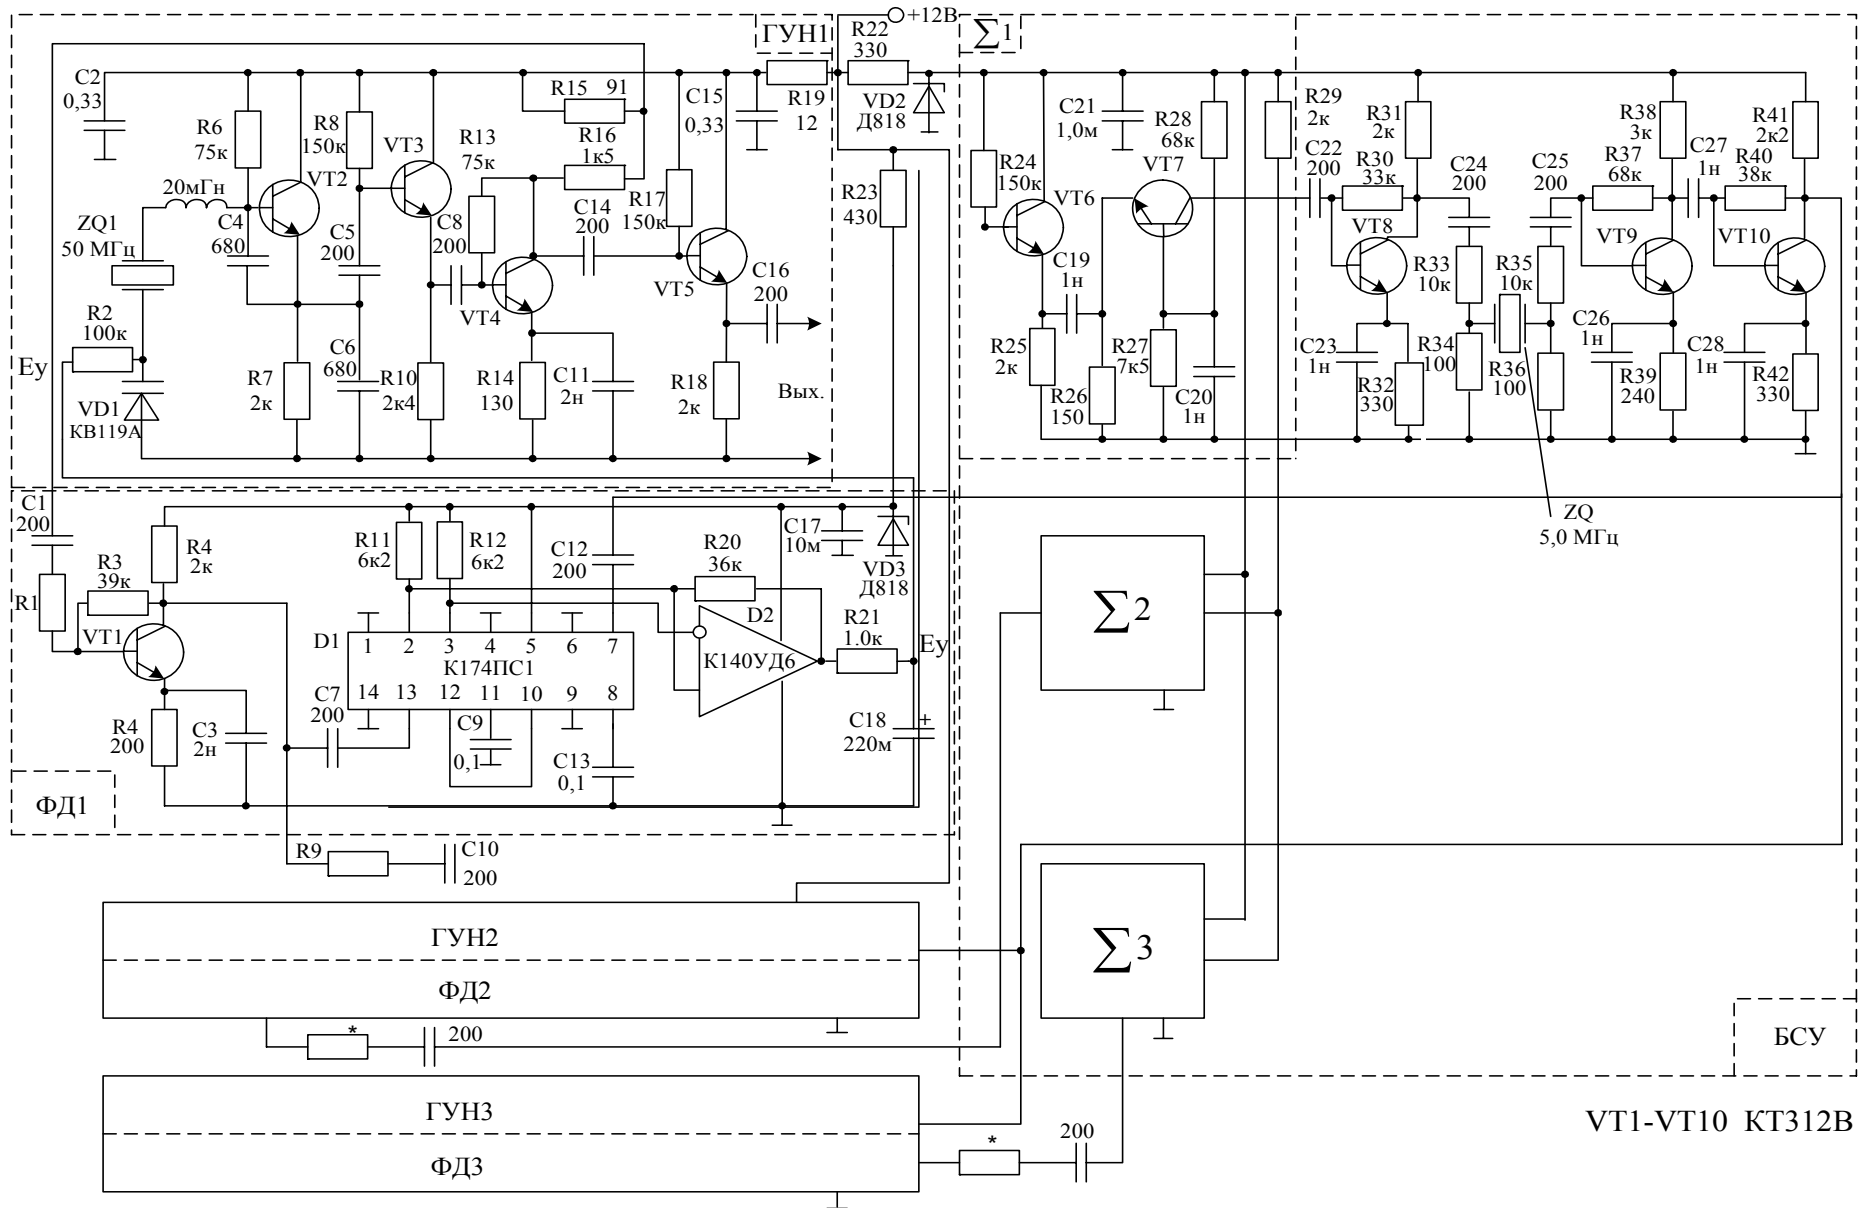 ГУН1
+12В
R22
330
∑1
C2
0,33
R15 91
R6
75к
R8
150к
VT3
R13
75к
R16
1к5
C15
0,33
R19
12
VD2
Д818
C21
1,0м
R28
68к
R29
2к
R31
2к
R38
3к
R41
2к2
20мГн
VT2
C4
680
C5
200
C8
200
C14
200
R17
150к
R23
430
R24
150к
VT6
VT7
C22
200
R30
33к
C24
200
C25
200
R37
68к
C27
1н
R40
38к
ZQ1
50 МГц
VT4
VT5
C16
200
C19
1н
VT8
R33
10к
R35
10к
VT9
VT10
R2
100к
Еу
VD1
КВ119А
R7
2к
C6
680
R10
2к4
R14
130
C11
2н
R18
2к
Вых.
R25
2к
R26
150
R27
7к5
C20
1н
C23
1н
R32
330
R34
100
R36
100
C26
1н
R39
240
C28
1н
R42
330
ZQ
5,0 МГц
C1
200
R1
R3
39к
R4
2к
VT1
R4
200
C3
2н
R11
6к2
R12
6к2
C12
200
R20
36к
C17
10м
VD3
Д818
D1
1 2 3 4 5 6 7
К174ПС1
14 13 12 11 10 9 8
D2
К140УД6
R21
1.0к
Еу
C7
200
C9
0,1
C13
0,1
C18
220м
+
ФД1
R9
C10
200
∑2
∑3
ГУН2
ФД2
*
200
БСУ
ГУН3
ФД3
*
200
VT1-VT10 КТ312В